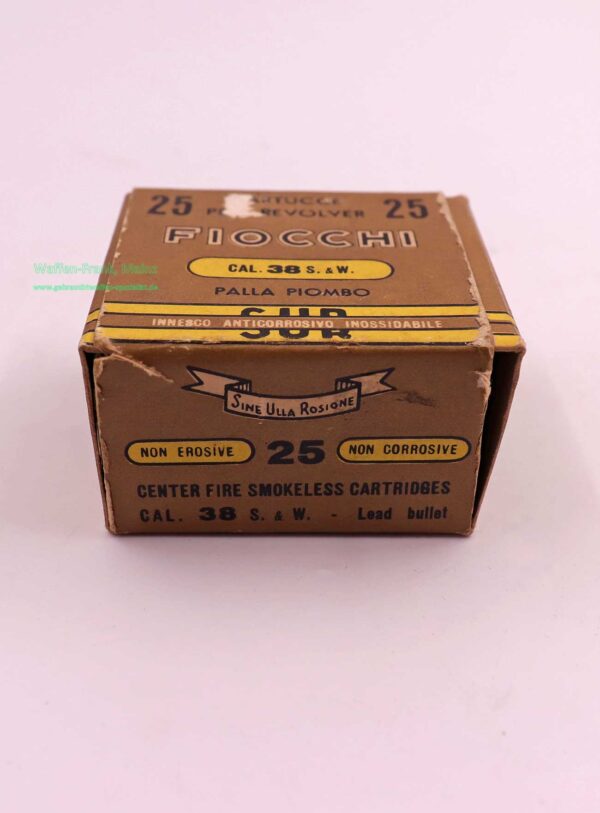 25 25
REVOLVER
FIOCCHI
CAL. 38 S. & W.
PALLA PIOMBO
SUR
INNESCO ANTICORROSIVO INOSSIDABILE
SINE ULLA ROSIONE
NON EROSIVE 25 NON CORROSIVE
CENTER FIRE SMOKELESS CARTRIDGES
CAL. 38 S. & W. - Lead bullet
Waffen-Frank, Mainz